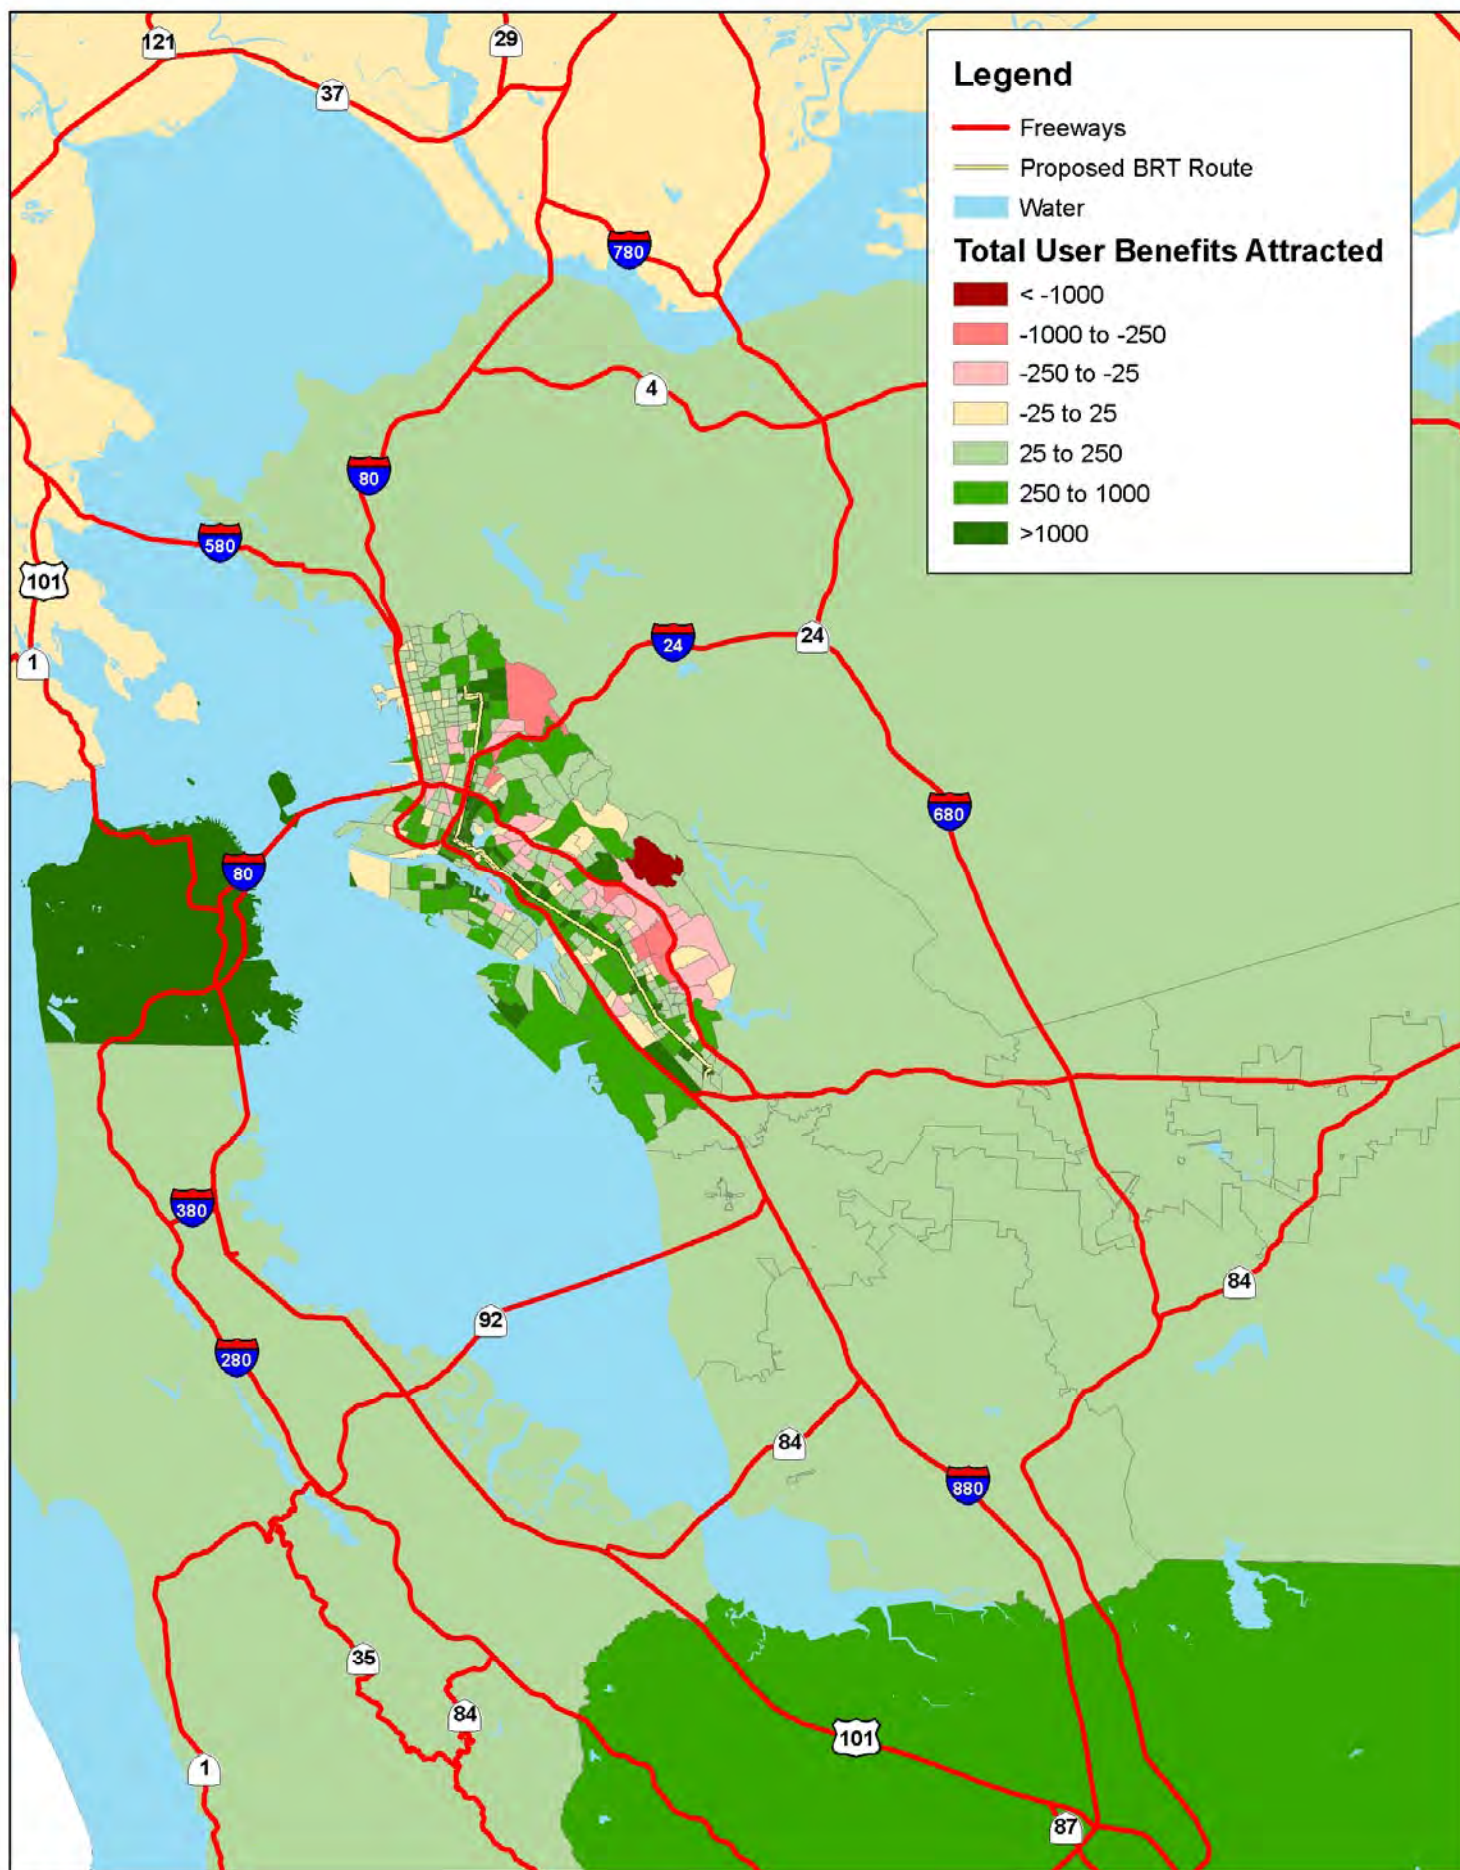 121
29
37
Legend
Freeways
Proposed BRT Route
Water
Total User Benefits Attracted
< -1000
-1000 to -250
-250 to -25
-25 to 25
25 to 250
250 to 1000
>1000
780
4
80
580
101
1
24
24
680
80
380
84
92
280
84
880
35
84
101
1
87